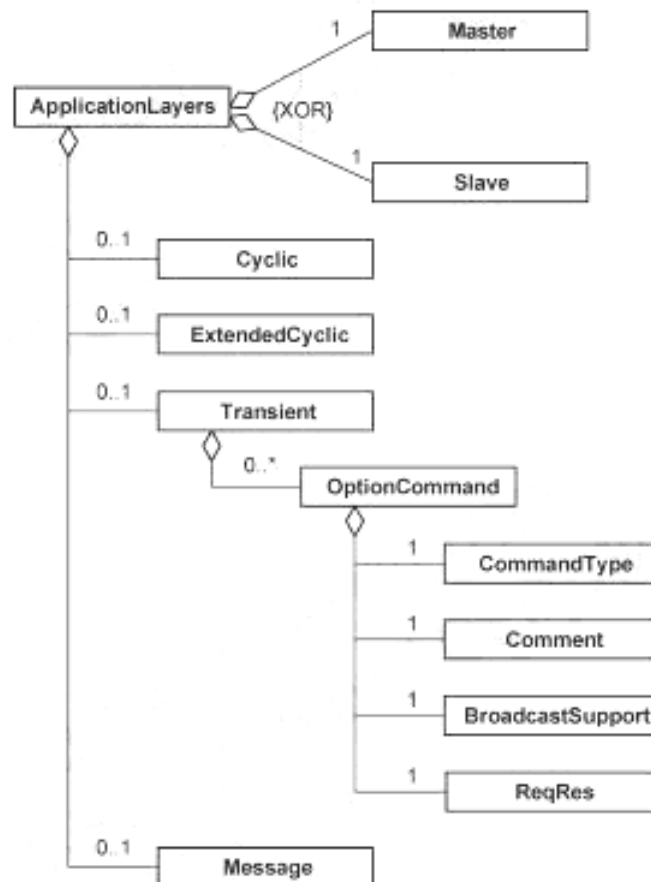 1
Master
ApplicationLayers
{XOR}
1
Slave
0..1
Cyclic
0..1
ExtendedCyclic
0..1
Transient
0..*
OptionCommand
1
CommandType
1
Comment
1
BroadcastSupport
1
ReqRes
0..1
Message